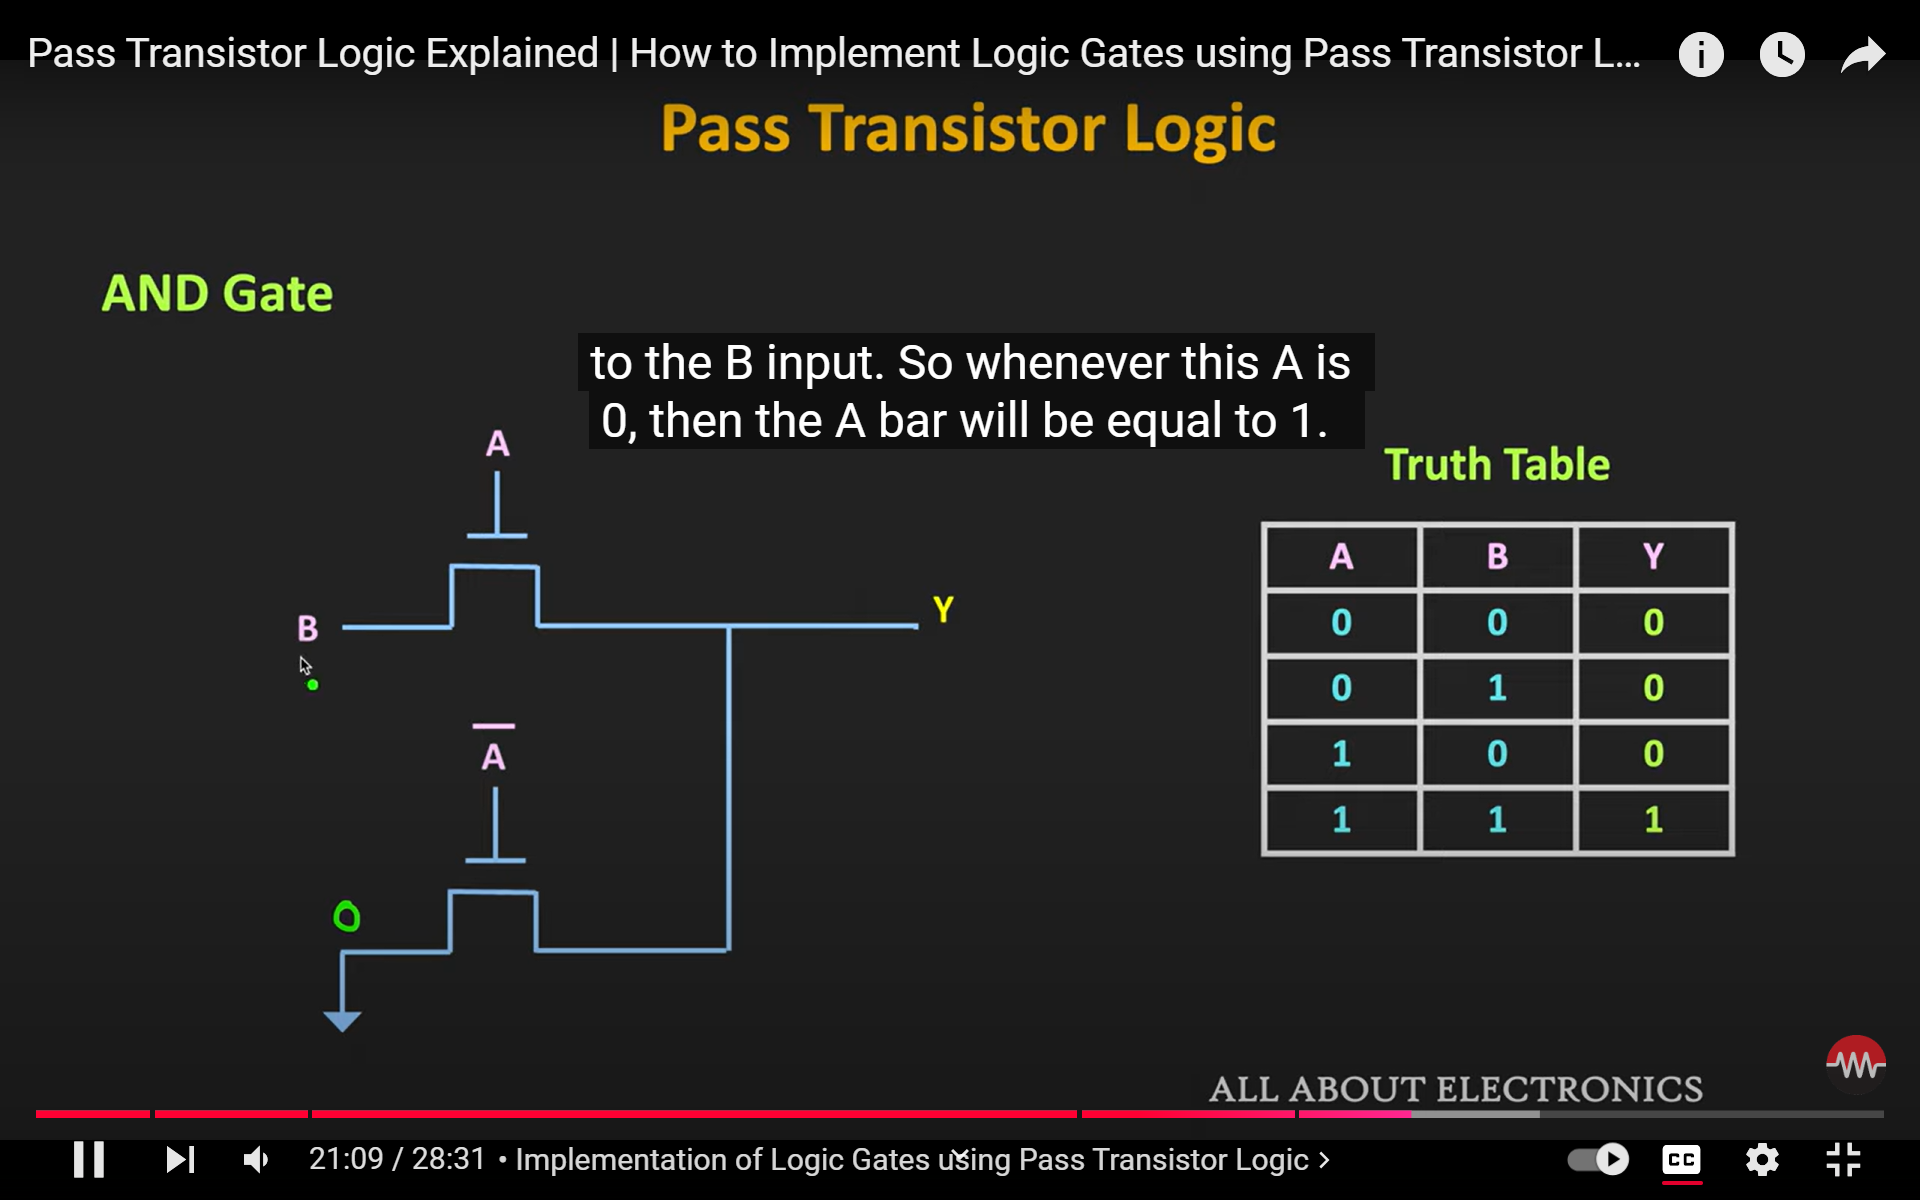 Pass Transistor Logic Explained | How to Implement Logic Gates using Pass Transistor L...
Pass Transistor Logic
AND Gate
to the B input. So whenever this A is
0, then the A bar will be equal to 1.
A
B
Y
A̅
0
Truth Table
A B Y
0 0 0
0 1 0
1 0 0
1 1 1
ALL ABOUT ELECTRONICS
21:09 / 28:31 • Implementation of Logic Gates using Pass Transistor Logic >
CC